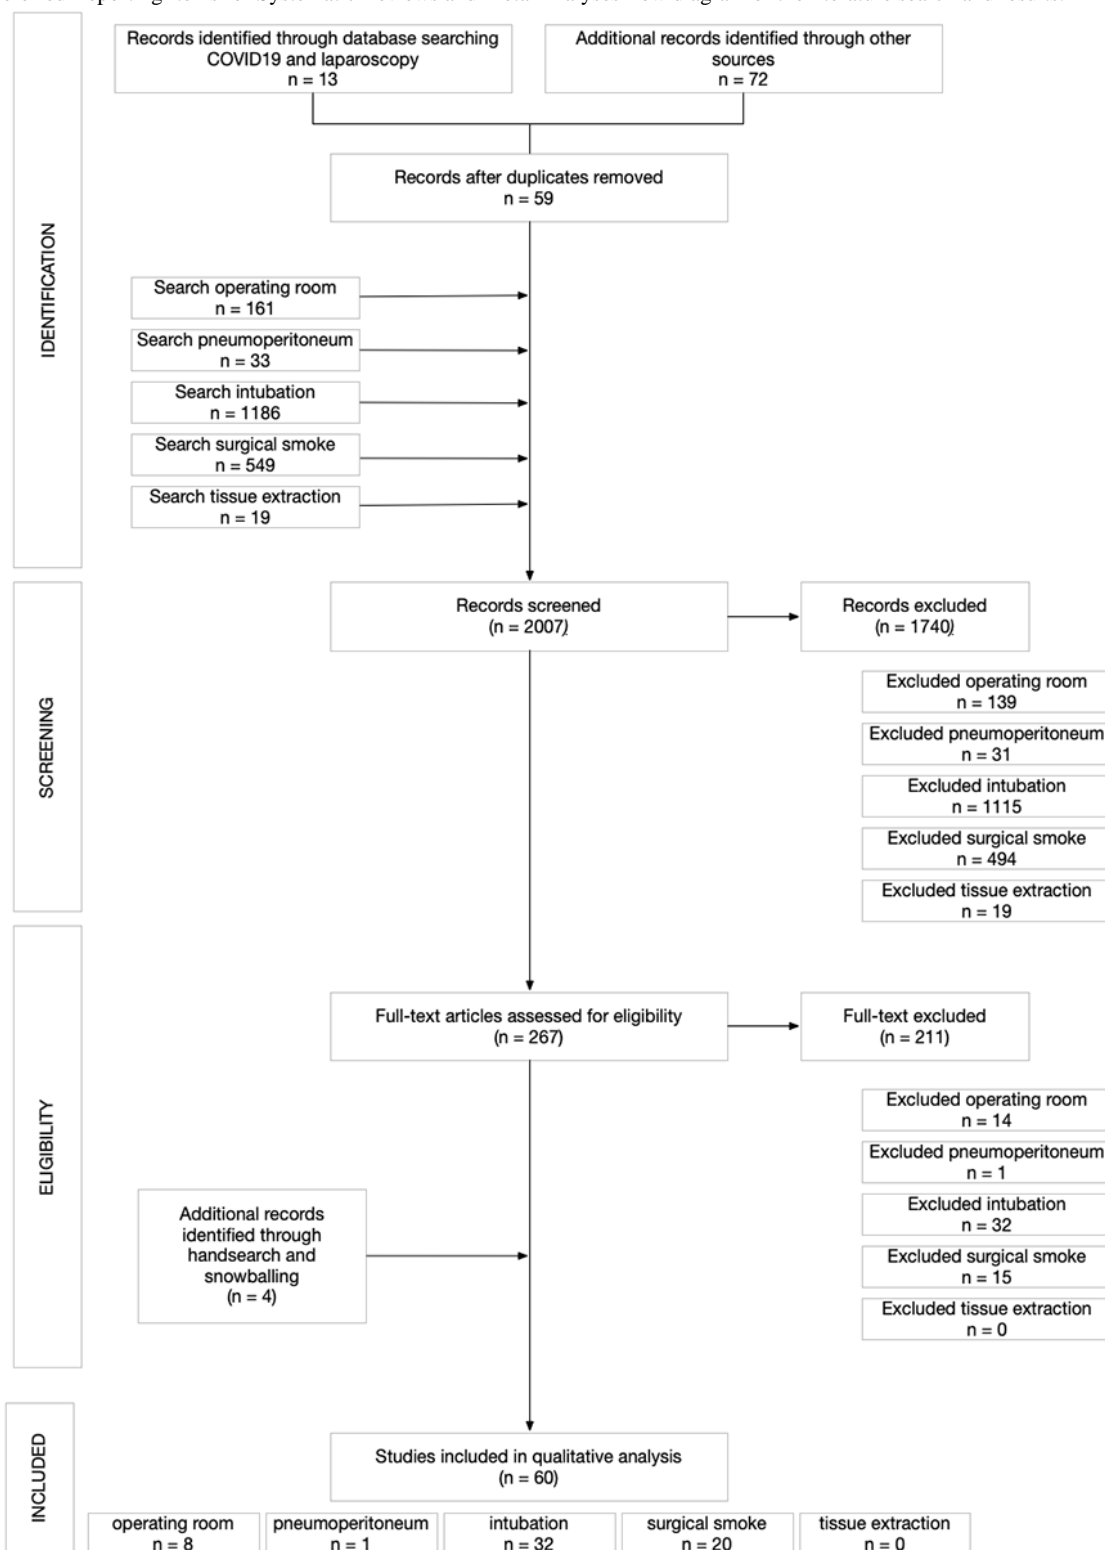 Records identified through database searching
COVID19 and laparoscopy
n = 13
Additional records identified through other
sources
n = 72
Records after duplicates removed
n = 59
IDENTIFICATION
Search operating room
n = 161
Search pneumoperitoneum
n = 33
Search intubation
n = 1186
Search surgical smoke
n = 549
Search tissue extraction
n = 19
SCREENING
Records screened
(n = 2007)
Records excluded
(n = 1740)
Excluded operating room
n = 139
Excluded pneumoperitoneum
n = 31
Excluded intubation
n = 1115
Excluded surgical smoke
n = 494
Excluded tissue extraction
n = 19
ELIGIBILITY
Full-text articles assessed for eligibility
(n = 267)
Full-text excluded
(n = 211)
Excluded operating room
n = 14
Excluded pneumoperitoneum
n = 1
Excluded intubation
n = 32
Excluded surgical smoke
n = 15
Excluded tissue extraction
n = 0
Additional records
identified through
handsearch and
snowballing
(n = 4)
INCLUDED
Studies included in qualitative analysis
(n = 60)
operating room
n = 8
pneumoperitoneum
n = 1
intubation
n = 32
surgical smoke
n = 20
tissue extraction
n = 0